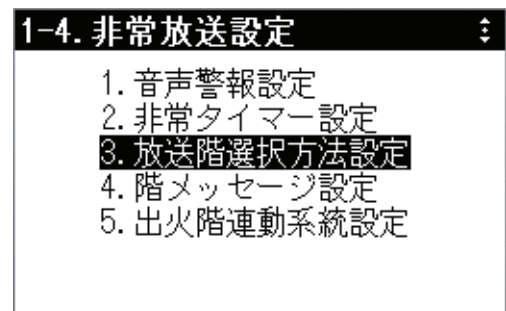 1-4.非常放送設定
1.音声警報設定
2.非常タイマー設定
3.放送階選択方法設定
4.階メッセージ設定
5.出火階連動系統設定